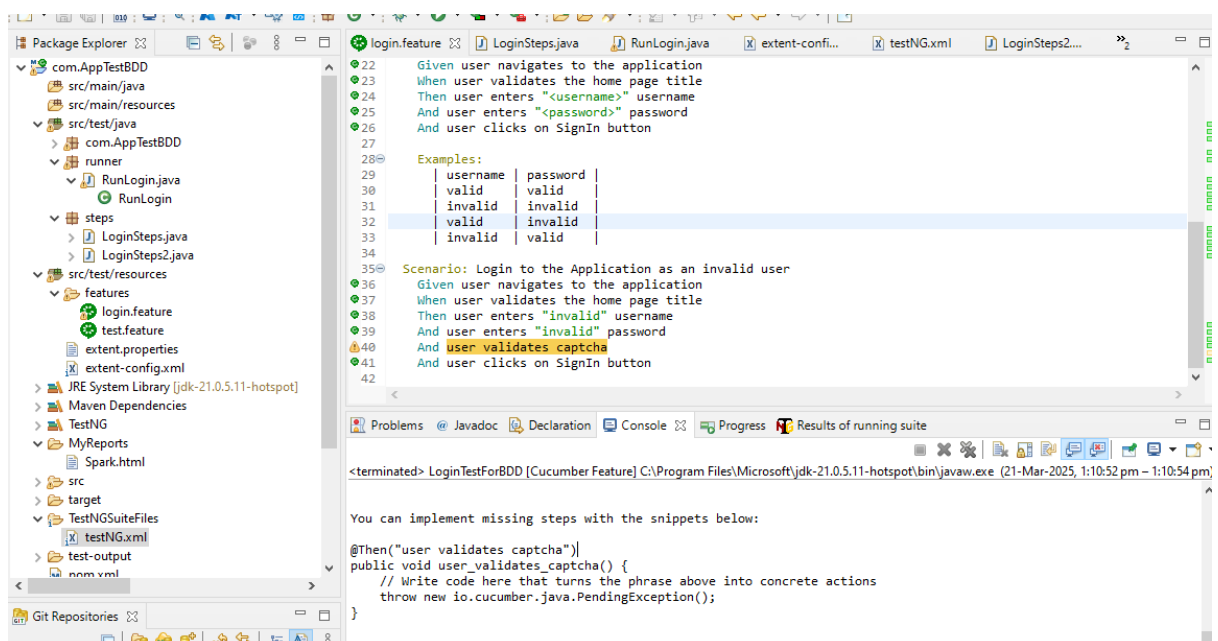 Package Explorer
com.AppTestBDD
src/main/java
src/main/resources
src/test/java
com.AppTestBDD
runner
RunLogin.java
RunLogin
steps
LoginSteps.java
LoginSteps2.java
src/test/resources
features
login.feature
test.feature
extent.properties
extent-config.xml
JRE System Library [jdk-21.0.5.11-hotspot]
Maven Dependencies
TestNG
MyReports
Spark.html
src
target
TestNGSuiteFiles
testNG.xml
test-output
pom.xml
Git Repositories
login.feature LoginSteps.java RunLogin.java extent-confi... testNG.xml LoginSteps2.... »2
22 Given user navigates to the application
23 When user validates the home page title
24 Then user enters "<username>" username
25 And user enters "<password>" password
26 And user clicks on SignIn button
27
28 Examples:
29 | username | password |
30 | valid | valid |
31 | invalid | invalid |
32 | valid | invalid |
33 | invalid | valid |
34
35 Scenario: Login to the Application as an invalid user
36 Given user navigates to the application
37 When user validates the home page title
38 Then user enters "invalid" username
39 And user enters "invalid" password
40 And user validates captcha
41 And user clicks on SignIn button
42
Problems @ Javadoc Declaration Console Progress Results of running suite
<terminated> LoginTestForBDD [Cucumber Feature] C:\Program Files\Microsoft\jdk-21.0.5.11-hotspot\bin\javaw.exe (21-Mar-2025, 1:10:52 pm – 1:10:54 pm)
You can implement missing steps with the snippets below:
@Then("user validates captcha")
public void user_validates_captcha() {
// Write code here that turns the phrase above into concrete actions
throw new io.cucumber.java.PendingException();
}